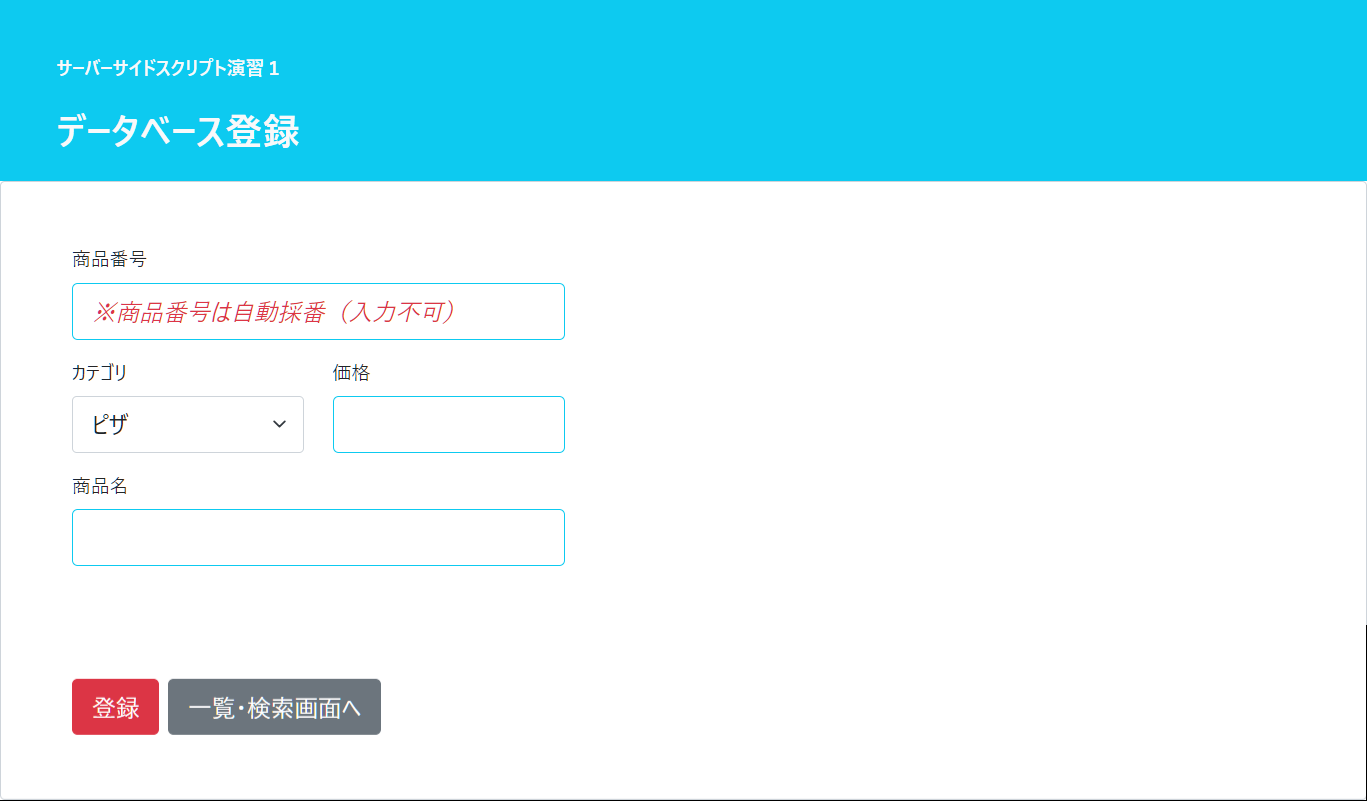 サーバーサイドスクリプト演習１
データベース登録
商品番号
※商品番号は自動採番（入力不可）
カテゴリ 価格
ピザ
商品名
登録 一覧・検索画面へ